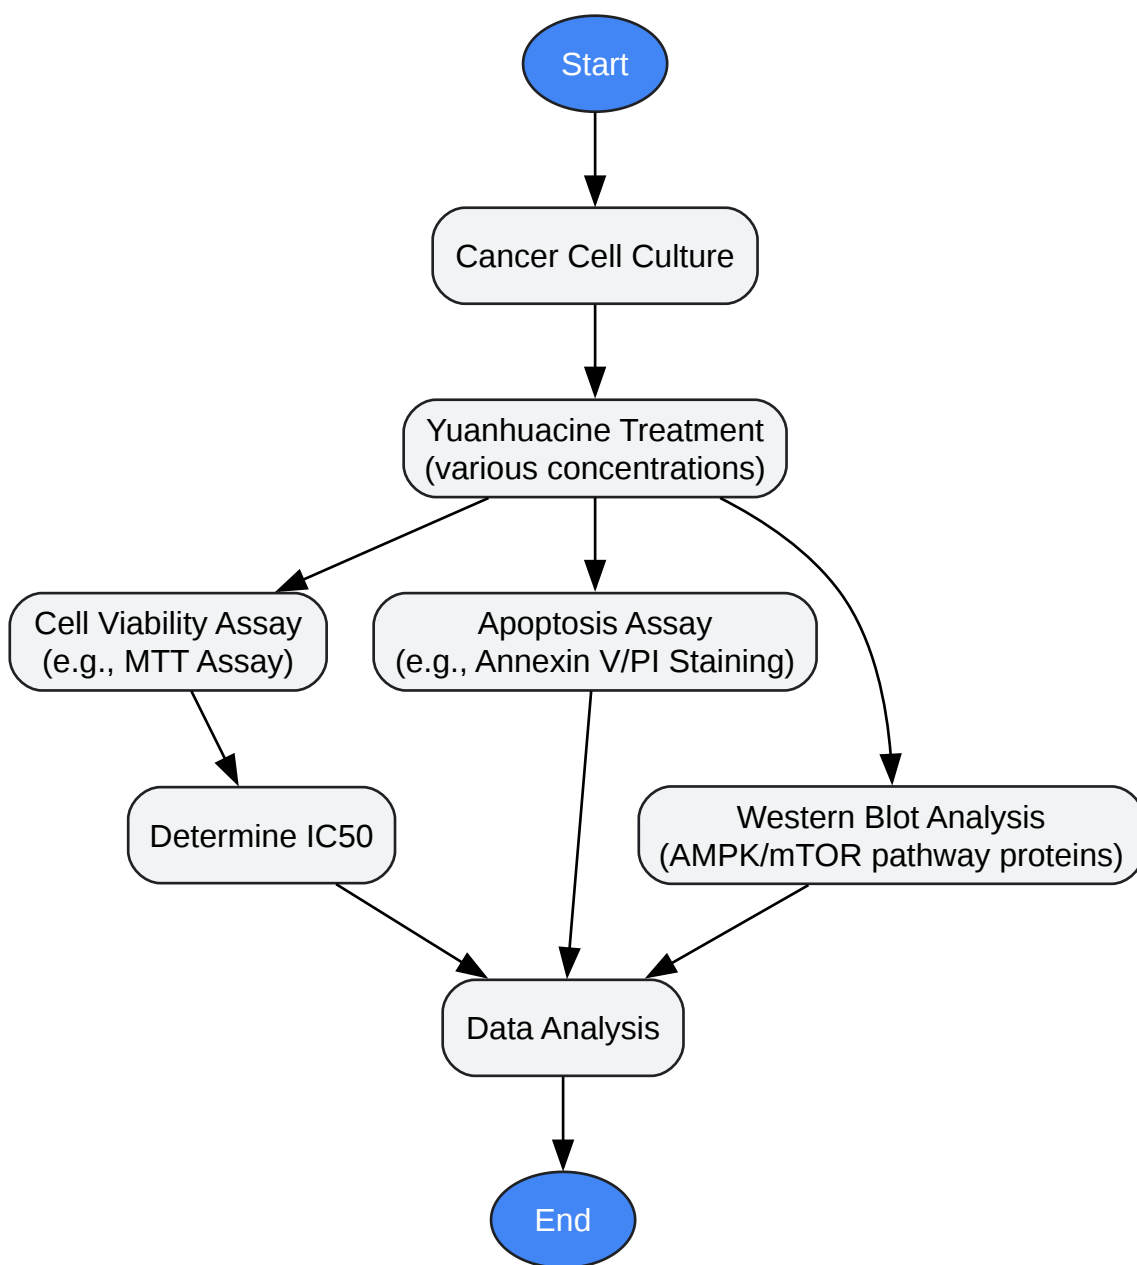 Start
Cancer Cell Culture
Yuanhuacine Treatment
(various concentrations)
Cell Viability Assay
(e.g., MTT Assay)
Apoptosis Assay
(e.g., Annexin V/PI Staining)
Determine IC50
Western Blot Analysis
(AMPK/mTOR pathway proteins)
Data Analysis
End